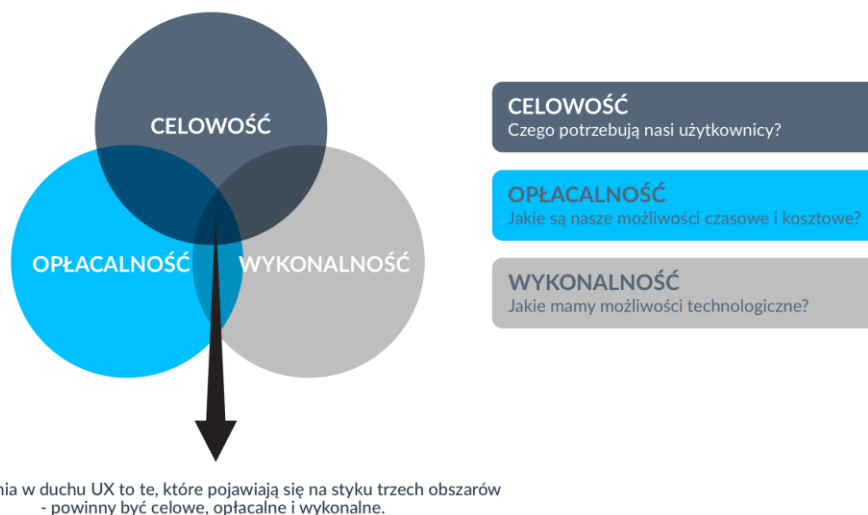 CELOWOŚĆ
OPŁACALNOŚĆ
WYKONALNOŚĆ
CELOWOŚĆ
Czego potrzebują nasi użytkownicy?
OPŁACALNOŚĆ
Jakie są nasze możliwości czasowe i kosztowe?
WYKONALNOŚĆ
Jakie mamy możliwości technologiczne?
w duchu UX to te, które pojawiają się na styku trzech obszarów
- powinny być celowe, opłacalne i wykonalne.